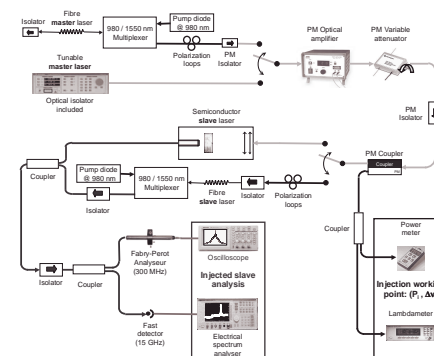 Isolator
Fibre
master laser
980 / 1550 nm
Multiplexer
Pump diode
@ 980 nm
Polarization
loops
PM
Isolator
PM Optical
amplifier
PM Variable
attenuator
Tunable
master laser
Optical isolator
included
PM
Isolator
Semiconductor
slave laser
PM Coupler
Coupler
PM
Coupler
Pump diode
@ 980 nm
980 / 1550 nm
Multiplexer
Isolator
Fibre
slave laser
Isolator
Polarization
loops
Coupler
Power
meter
Injection worki
point: (Pi , Δν
Lambdameter
Isolator
Coupler
Fabry-Perot
Analyseur
(300 MHz)
Oscilloscope
Injected slave
analysis
Fast
detector
(15 GHz)
Electrical
spectrum
analyser